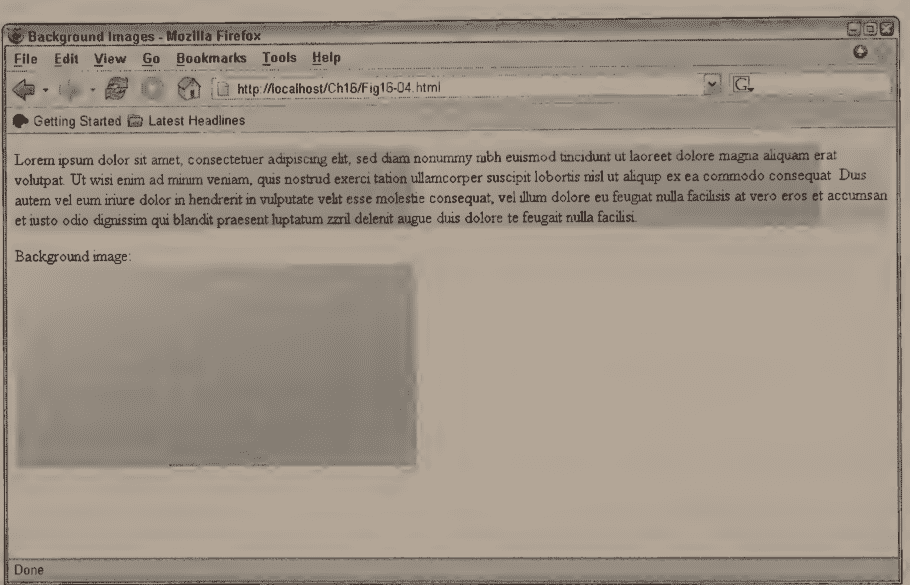 Background Images - Mozilla Firefox
File Edit View Go Bookmarks Tools Help
http://localhost/Ch16/Fig16-04.html
G
Getting Started Latest Headlines
Lorem ipsum dolor sit amet, consectetuer adipiscing elit, sed diam nonummy nibh euismod tincidunt ut laoreet dolore magna aliquam erat
volutpat. Ut wisi enim ad minim veniam, quis nostrud exerci tation ullamcorper suscipit lobortis nisl ut aliquip ex ea commodo consequat. Duis
autem vel eum iriure dolor in hendrerit in vulputate velit esse molestie consequat, vel illum dolore eu feugiat nulla facilisis at vero eros et accumsan
et iusto odio dignissim qui blandit praesent luptatum zzril delenit augue duis dolore te feugait nulla facilisi.
Background image:
Done